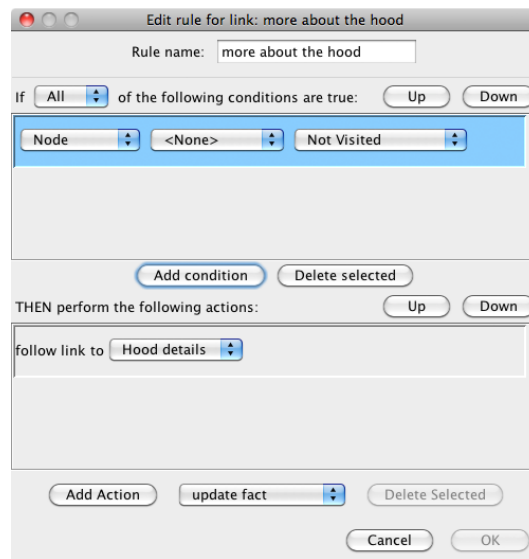 Edit rule for link: more about the hood
Rule name: more about the hood
If All of the following conditions are true: Up Down
Node <None> Not Visited
Add condition Delete selected
THEN perform the following actions: Up Down
follow link to Hood details
Add Action update fact Delete Selected
Cancel OK